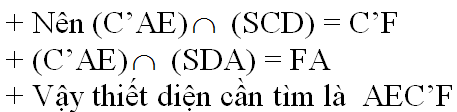 + Nên (C’AE)∩ (SCD) = C’F
+ (C’AE)∩ (SDA) = FA
+ Vậy thiết diện cần tìm là AEC’F